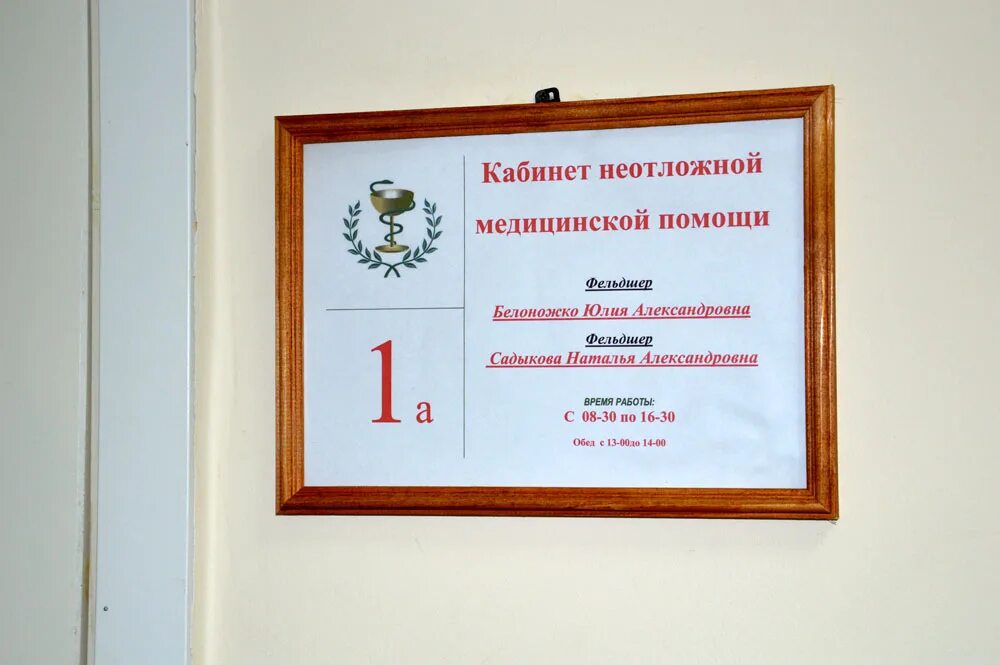 Кабинет неотложной
медицинской помощи
Фельдшер
Белоножко Юлия Александровна
Фельдшер
Садыкова Наталья Александровна
1 а
ВРЕМЯ РАБОТЫ:
С 08-30 по 16-30
Обед с 13-00до 14-00